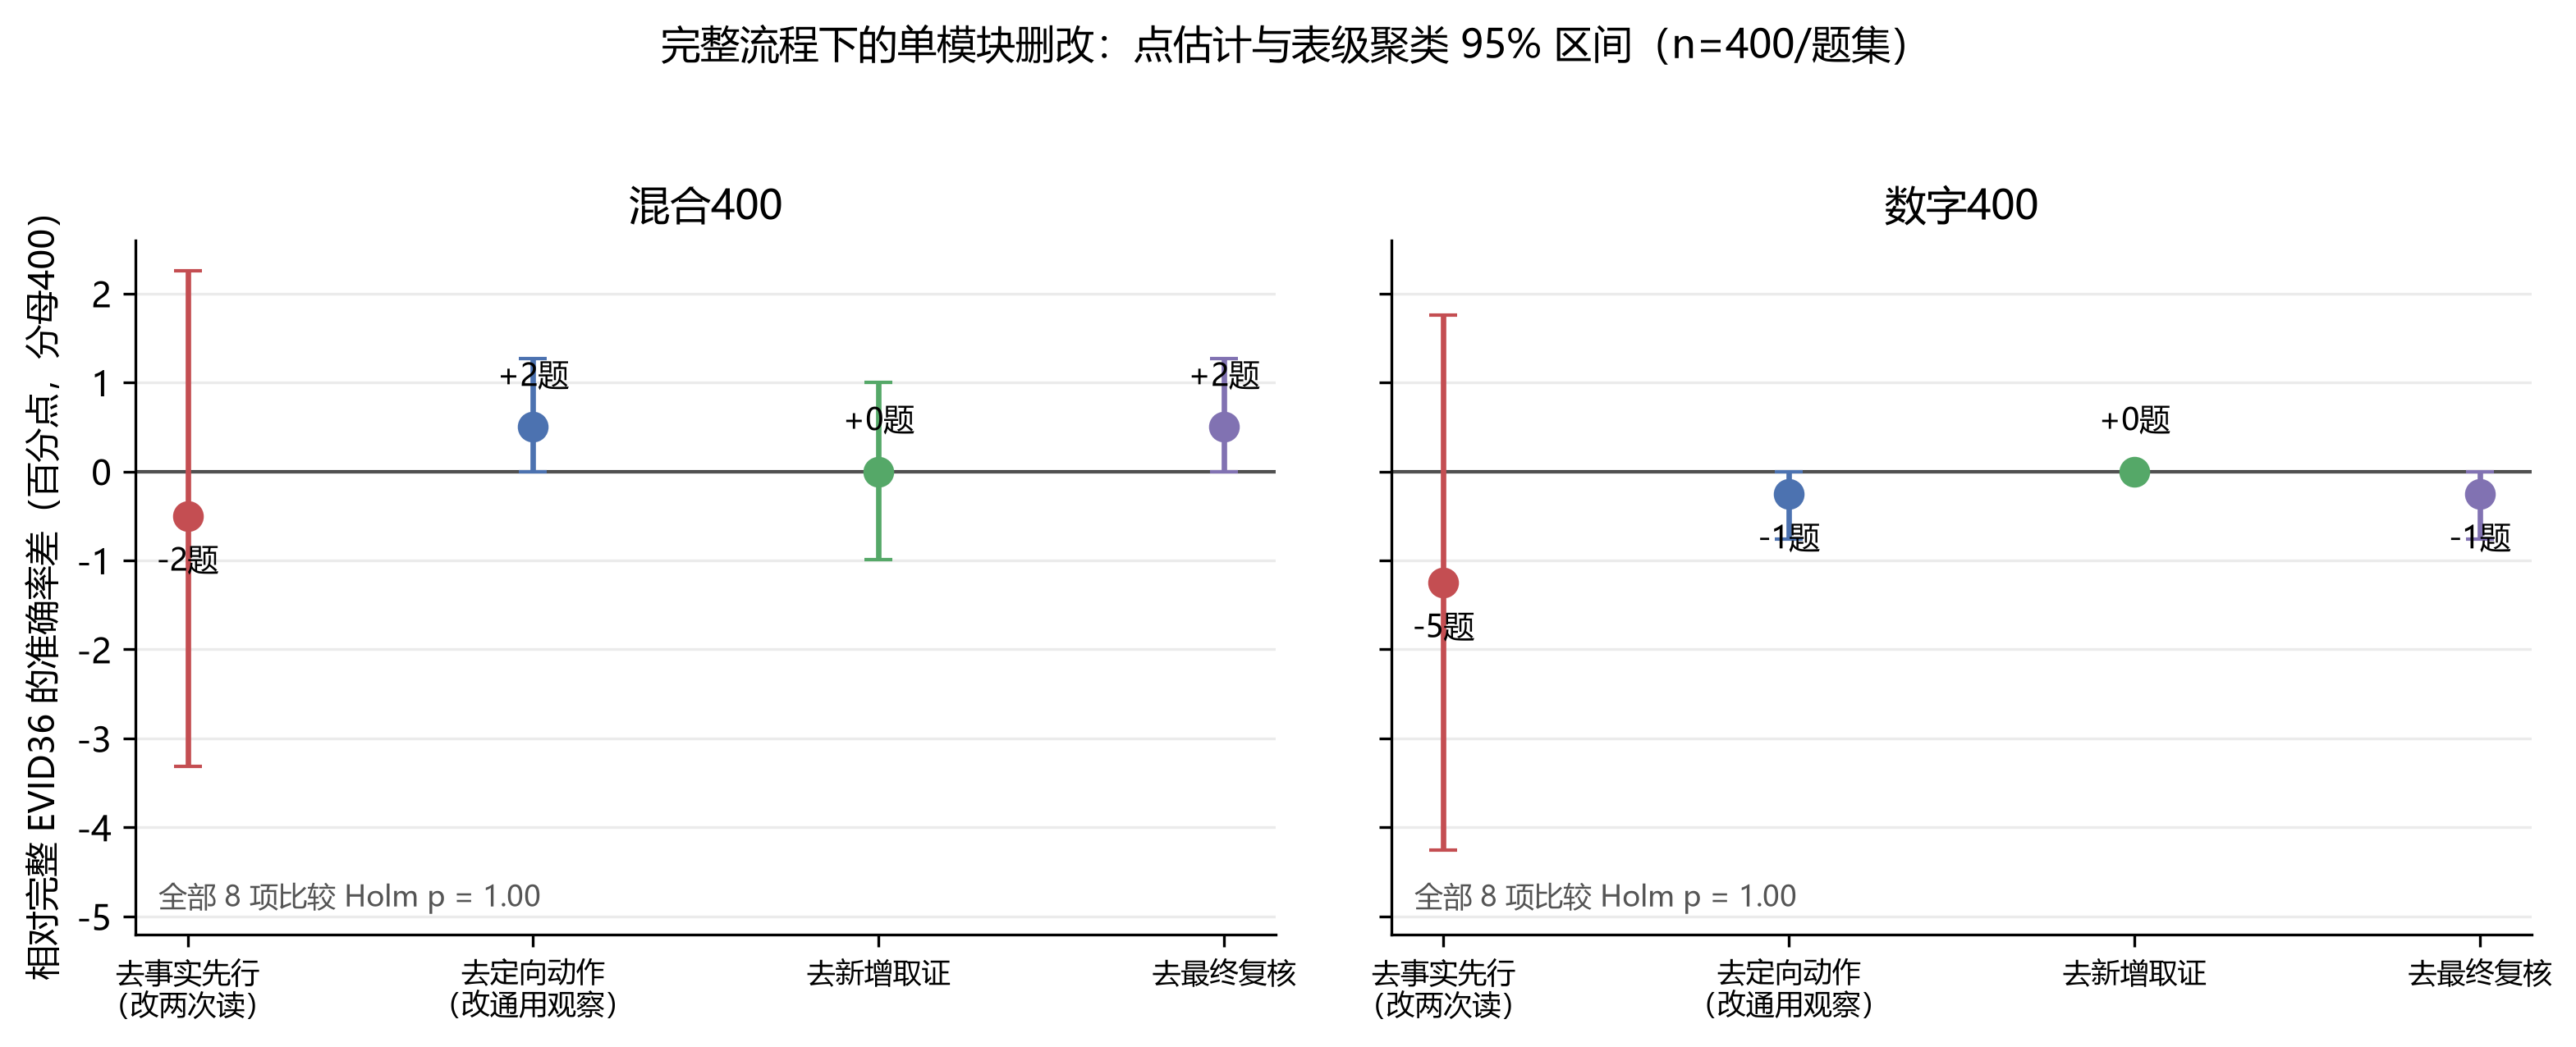 完整流程下的单模块删改：点估计与表级聚类 95% 区间（n=400/题集）
相对完整 EVID36 的准确率差（百分点，分母400）
混合400
2
1
0
-1
-2
-3
-4
-5
-2题
+2题
+0题
+2题
全部 8 项比较 Holm p = 1.00
去事实先行
（改两次读）
去定向动作
（改通用观察）
去新增取证
去最终复核
数字400
-5题
-1题
+0题
-1题
全部 8 项比较 Holm p = 1.00
去事实先行
（改两次读）
去定向动作
（改通用观察）
去新增取证
去最终复核